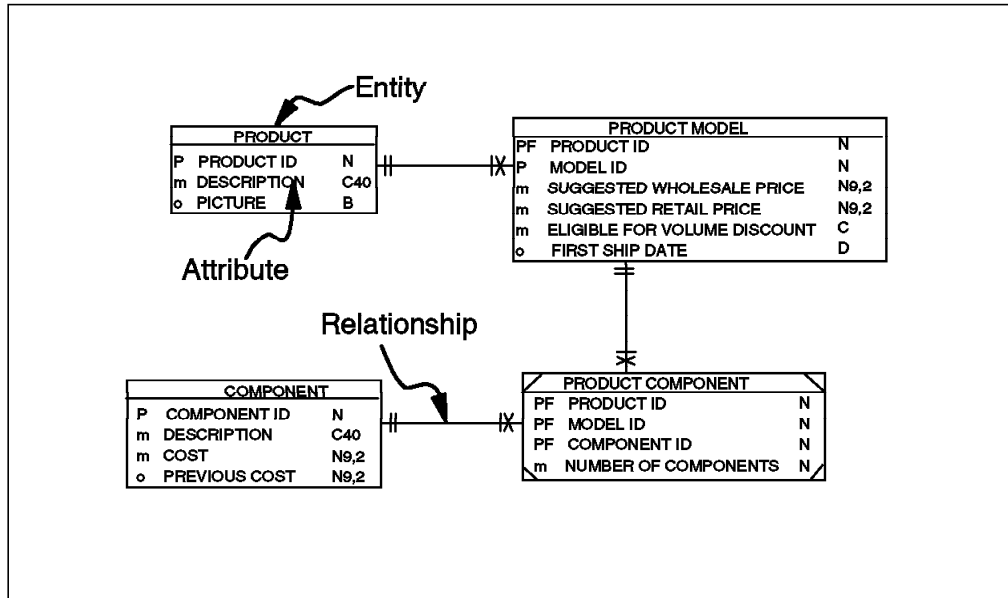 Entity
PRODUCT
P PRODUCT ID N
m DESCRIPTION C40
o PICTURE B
Attribute
PRODUCT MODEL
PF PRODUCT ID N
P MODEL ID N
m SUGGESTED WHOLESALE PRICE N9,2
m SUGGESTED RETAIL PRICE N9,2
m ELIGIBLE FOR VOLUME DISCOUNT C
o FIRST SHIP DATE D
Relationship
COMPONENT
P COMPONENT ID N
m DESCRIPTION C40
m COST N9,2
o PREVIOUS COST N9,2
PRODUCT COMPONENT
PF PRODUCT ID N
PF MODEL ID N
PF COMPONENT ID N
m NUMBER OF COMPONENTS N